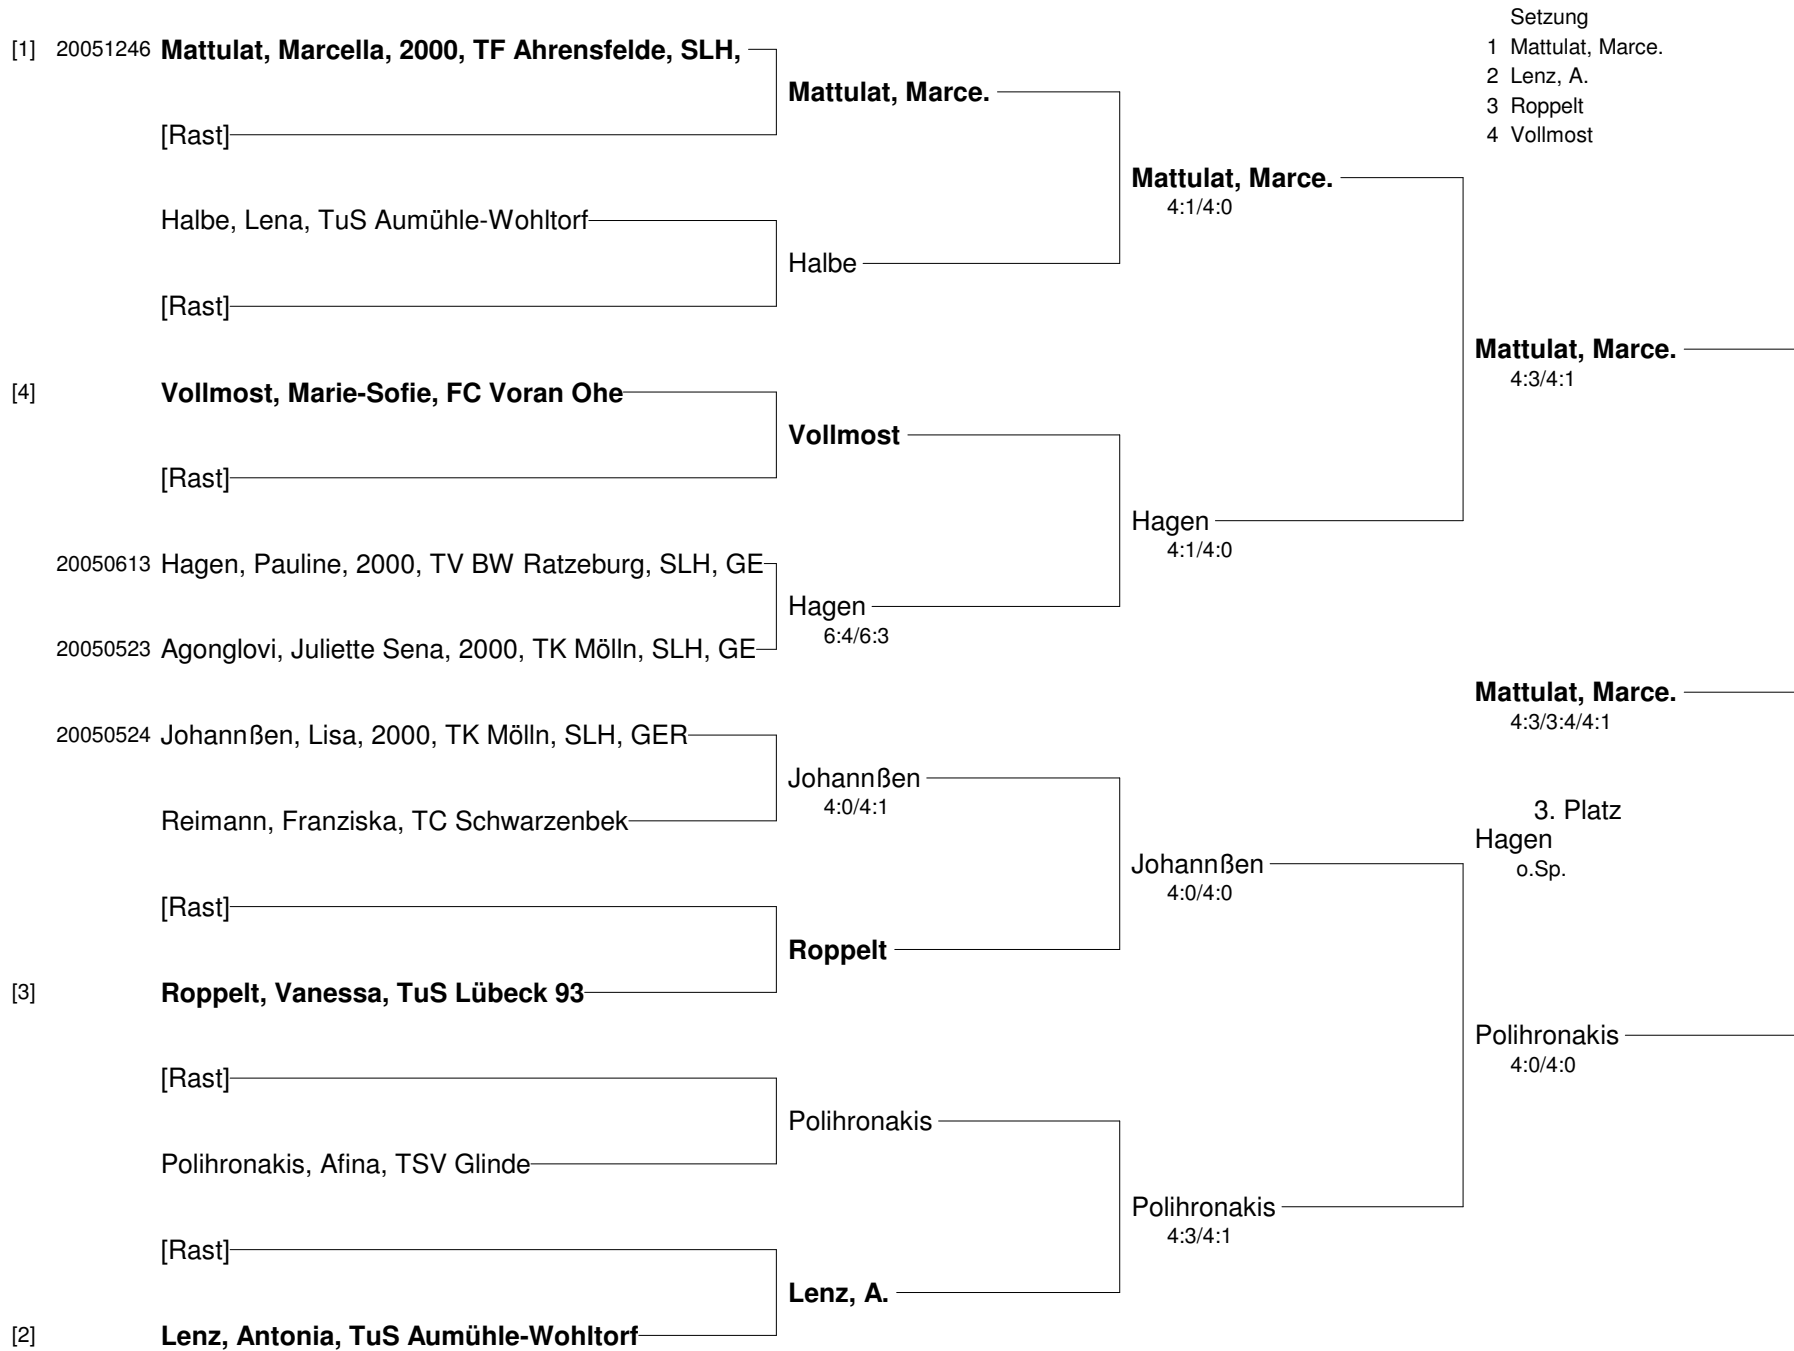 Setzung
1 Mattulat, Marce.
2 Lenz, A.
3 Roppelt
4 Vollmost
[1] 20051246 Mattulat, Marcella, 2000, TF Ahrensfelde, SLH,
Mattulat, Marce.
[Rast]
Mattulat, Marce.
4:1/4:0
Halbe, Lena, TuS Aumühle-Wohltorf
Halbe
[Rast]
Mattulat, Marce.
4:3/4:1
[4] Vollmost, Marie-Sofie, FC Voran Ohe
Vollmost
[Rast]
Hagen
4:1/4:0
20050613 Hagen, Pauline, 2000, TV BW Ratzeburg, SLH, GE
Hagen
6:4/6:3
20050523 Agonglovi, Juliette Sena, 2000, TK Mölln, SLH, GE
Mattulat, Marce.
4:3/3:4/4:1
20050524 Johannßen, Lisa, 2000, TK Mölln, SLH, GER
Johannßen
4:0/4:1
Reimann, Franziska, TC Schwarzenbek
3. Platz
Hagen
o.Sp.
Johannßen
4:0/4:0
[Rast]
Roppelt
[3] Roppelt, Vanessa, TuS Lübeck 93
Polihronakis
4:0/4:0
[Rast]
Polihronakis
Polihronakis, Afina, TSV Glinde
Polihronakis
4:3/4:1
[Rast]
Lenz, A.
[2] Lenz, Antonia, TuS Aumühle-Wohltorf